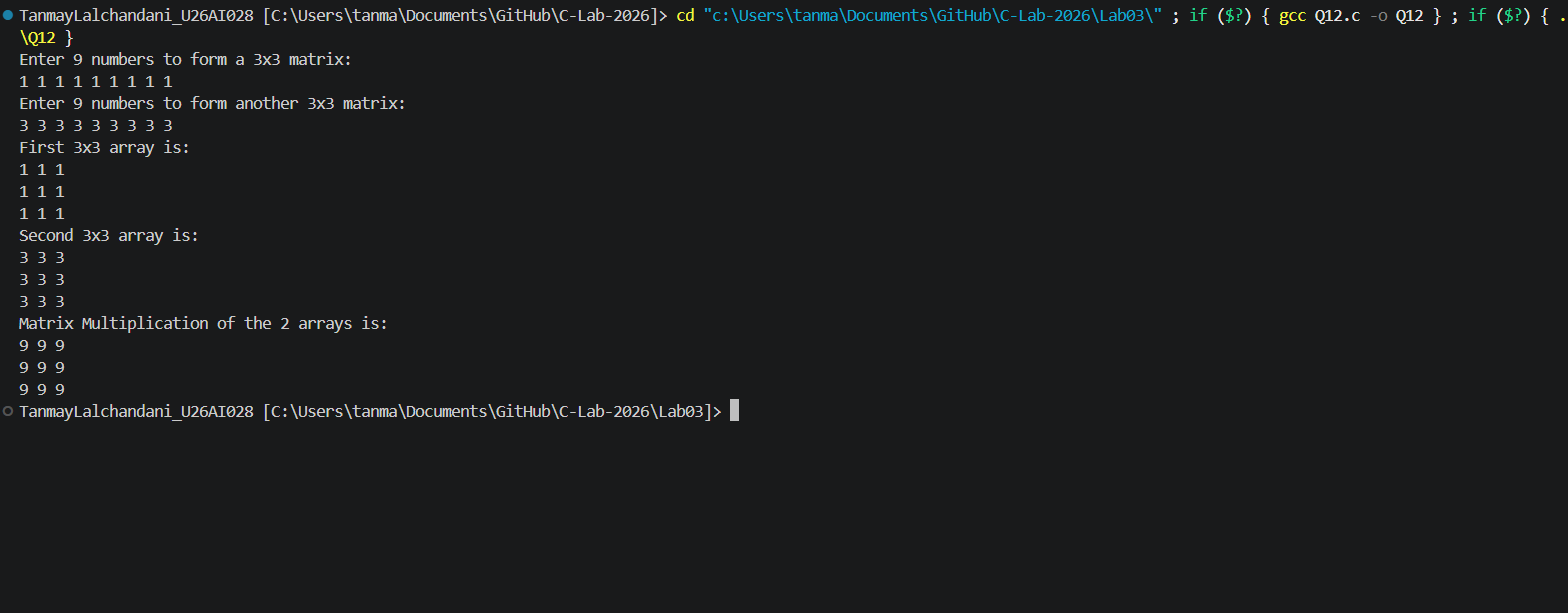 TanmayLalchandani_U26AI028 [C:\Users\tanma\Documents\GitHub\C-Lab-2026]> cd "c:\Users\tanma\Documents\GitHub\C-Lab-2026\Lab03\" ; if ($?) { gcc Q12.c -o Q12 } ; if ($?) { .
\Q12 }
Enter 9 numbers to form a 3x3 matrix:
1 1 1 1 1 1 1 1 1
Enter 9 numbers to form another 3x3 matrix:
3 3 3 3 3 3 3 3 3
First 3x3 array is:
1 1 1
1 1 1
1 1 1
Second 3x3 array is:
3 3 3
3 3 3
3 3 3
Matrix Multiplication of the 2 arrays is:
9 9 9
9 9 9
9 9 9
TanmayLalchandani_U26AI028 [C:\Users\tanma\Documents\GitHub\C-Lab-2026\Lab03]>